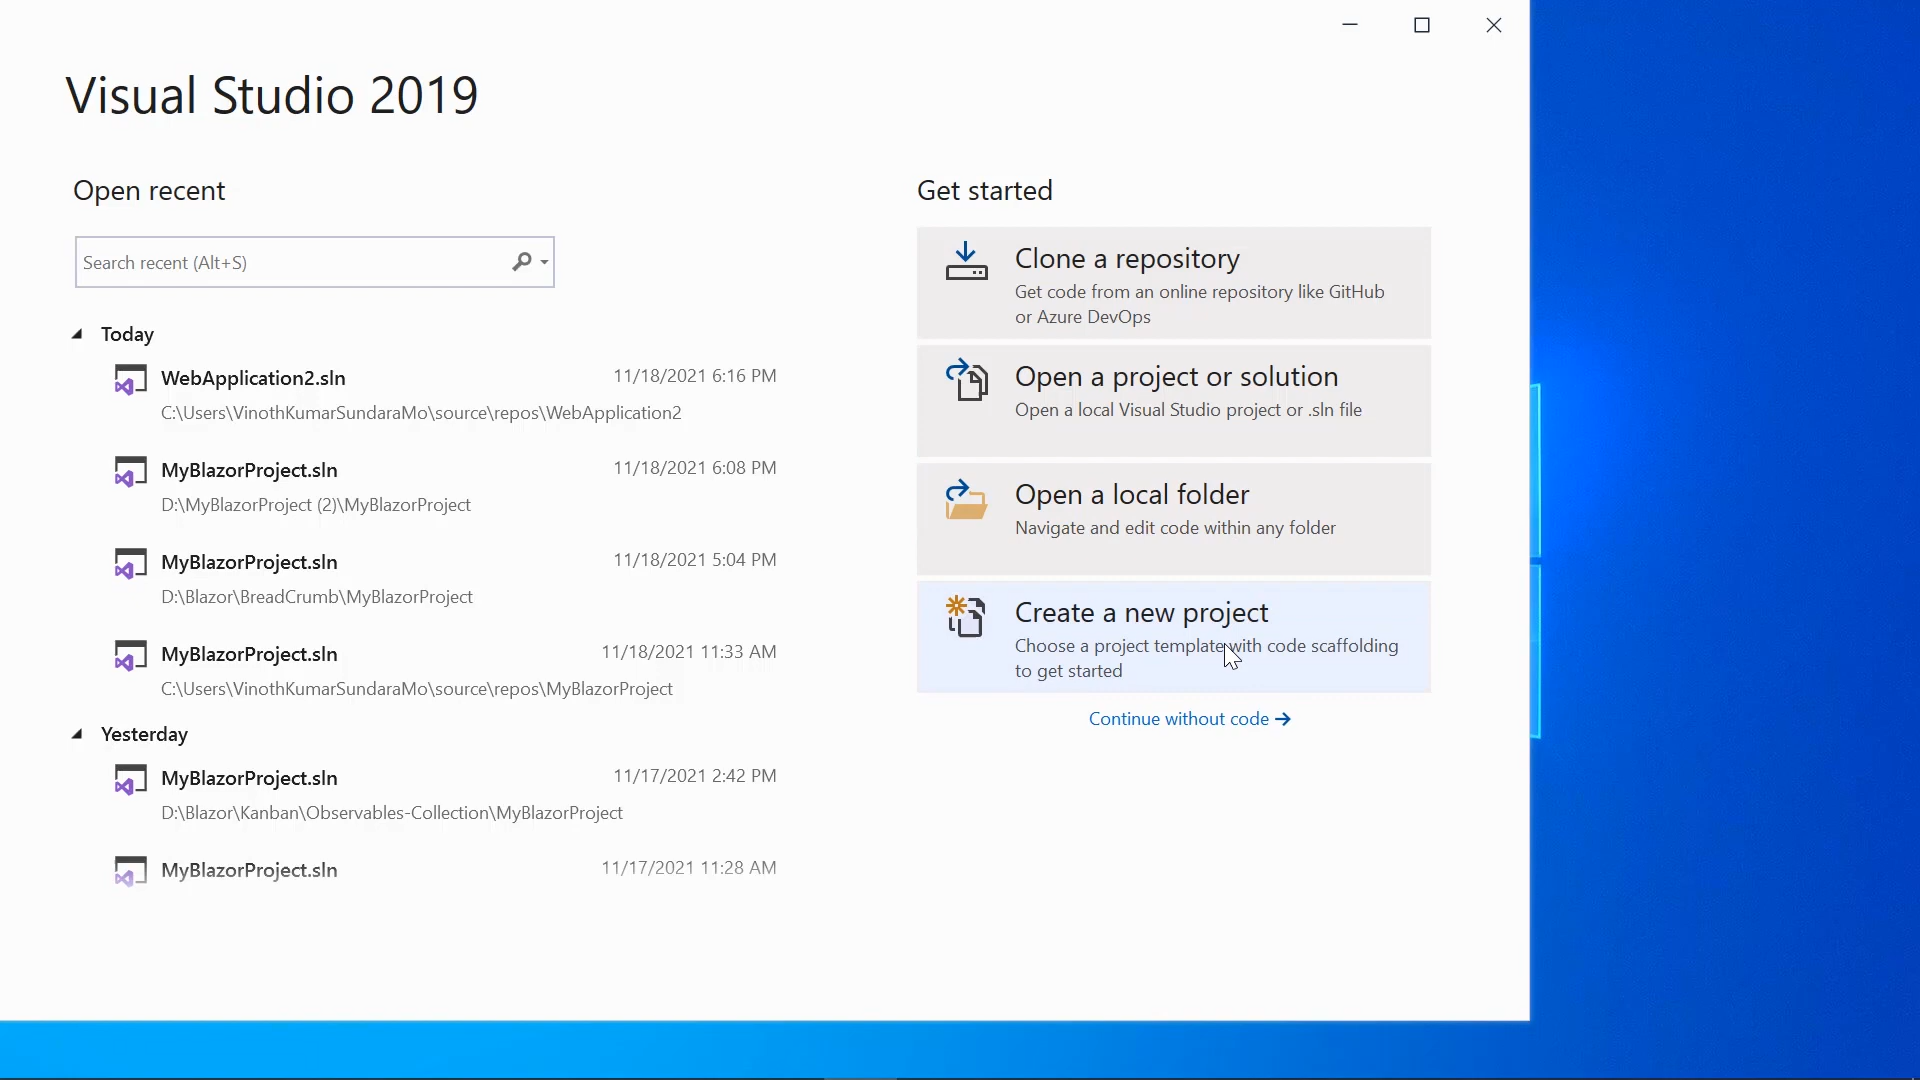 Visual Studio 2019
Open recent
Search recent (Alt+S)
Today
WebApplication2.sln 11/18/2021 6:16 PM
C:\Users\VinothKumarSundaraMo\source\repos\WebApplication2
MyBlazorProject.sln 11/18/2021 6:08 PM
D:\MyBlazorProject (2)\MyBlazorProject
MyBlazorProject.sln 11/18/2021 5:04 PM
D:\Blazor\BreadCrumb\MyBlazorProject
MyBlazorProject.sln 11/18/2021 11:33 AM
C:\Users\VinothKumarSundaraMo\source\repos\MyBlazorProject
Yesterday
MyBlazorProject.sln 11/17/2021 2:42 PM
D:\Blazor\Kanban\Observables-Collection\MyBlazorProject
MyBlazorProject.sln 11/17/2021 11:28 AM
Get started
Clone a repository
Get code from an online repository like GitHub
or Azure DevOps
Open a project or solution
Open a local Visual Studio project or .sln file
Open a local folder
Navigate and edit code within any folder
Create a new project
Choose a project template with code scaffolding
to get started
Continue without code